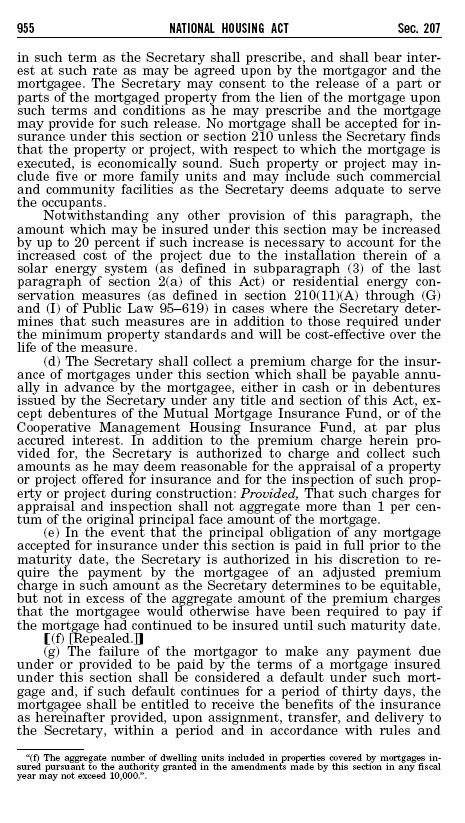 955 NATIONAL HOUSING ACT Sec. 207
in such term as the Secretary shall prescribe, and shall bear inter-
est at such rate as may be agreed upon by the mortgagor and the
mortgagee. The Secretary may consent to the release of a part or
parts of the mortgaged property from the lien of the mortgage upon
such terms and conditions as he may prescribe and the mortgage
may provide for such release. No mortgage shall be accepted for in-
surance under this section or section 210 unless the Secretary finds
that the property or project, with respect to which the mortgage is
executed, is economically sound. Such property or project may in-
clude five or more family units and may include such commercial
and community facilities as the Secretary deems adquate to serve
the occupants.
Notwithstanding any other provision of this paragraph, the
amount which may be insured under this section may be increased
by up to 20 percent if such increase is necessary to account for the
increased cost of the project due to the installation therein of a
solar energy system (as defined in subparagraph (3) of the last
paragraph of section 2(a) of this Act) or residential energy con-
servation measures (as defined in section 210(11)(A) through (G)
and (I) of Public Law 95–619) in cases where the Secretary deter-
mines that such measures are in addition to those required under
the minimum property standards and will be cost-effective over the
life of the measure.
(d) The Secretary shall collect a premium charge for the insur-
ance of mortgages under this section which shall be payable annu-
ally in advance by the mortgagee, either in cash or in debentures
issued by the Secretary under any title and section of this Act, ex-
cept debentures of the Mutual Mortgage Insurance Fund, or of the
Cooperative Management Housing Insurance Fund, at par plus
accured interest. In addition to the premium charge herein pro-
vided for, the Secretary is authorized to charge and collect such
amounts as he may deem reasonable for the appraisal of a property
or project offered for insurance and for the inspection of such prop-
erty or project during construction: Provided, That such charges for
appraisal and inspection shall not aggregate more than 1 per cen-
tum of the original principal face amount of the mortgage.
(e) In the event that the principal obligation of any mortgage
accepted for insurance under this section is paid in full prior to the
maturity date, the Secretary is authorized in his discretion to re-
quire the payment by the mortgagee of an adjusted premium
charge in such amount as the Secretary determines to be equitable,
but not in excess of the aggregate amount of the premium charges
that the mortgagee would otherwise have been required to pay if
the mortgage had continued to be insured until such maturity date.
【(f) [Repealed.]】
(g) The failure of the mortgagor to make any payment due
under or provided to be paid by the terms of a mortgage insured
under this section shall be considered a default under such mort-
gage and, if such default continues for a period of thirty days, the
mortgagee shall be entitled to receive the benefits of the insurance
as hereinafter provided, upon assignment, transfer, and delivery to
the Secretary, within a period and in accordance with rules and
“(f) The aggregate number of dwelling units included in properties covered by mortgages in-
sured pursuant to the authority granted in the amendments made by this section in any fiscal
year may not exceed 10,000.”.